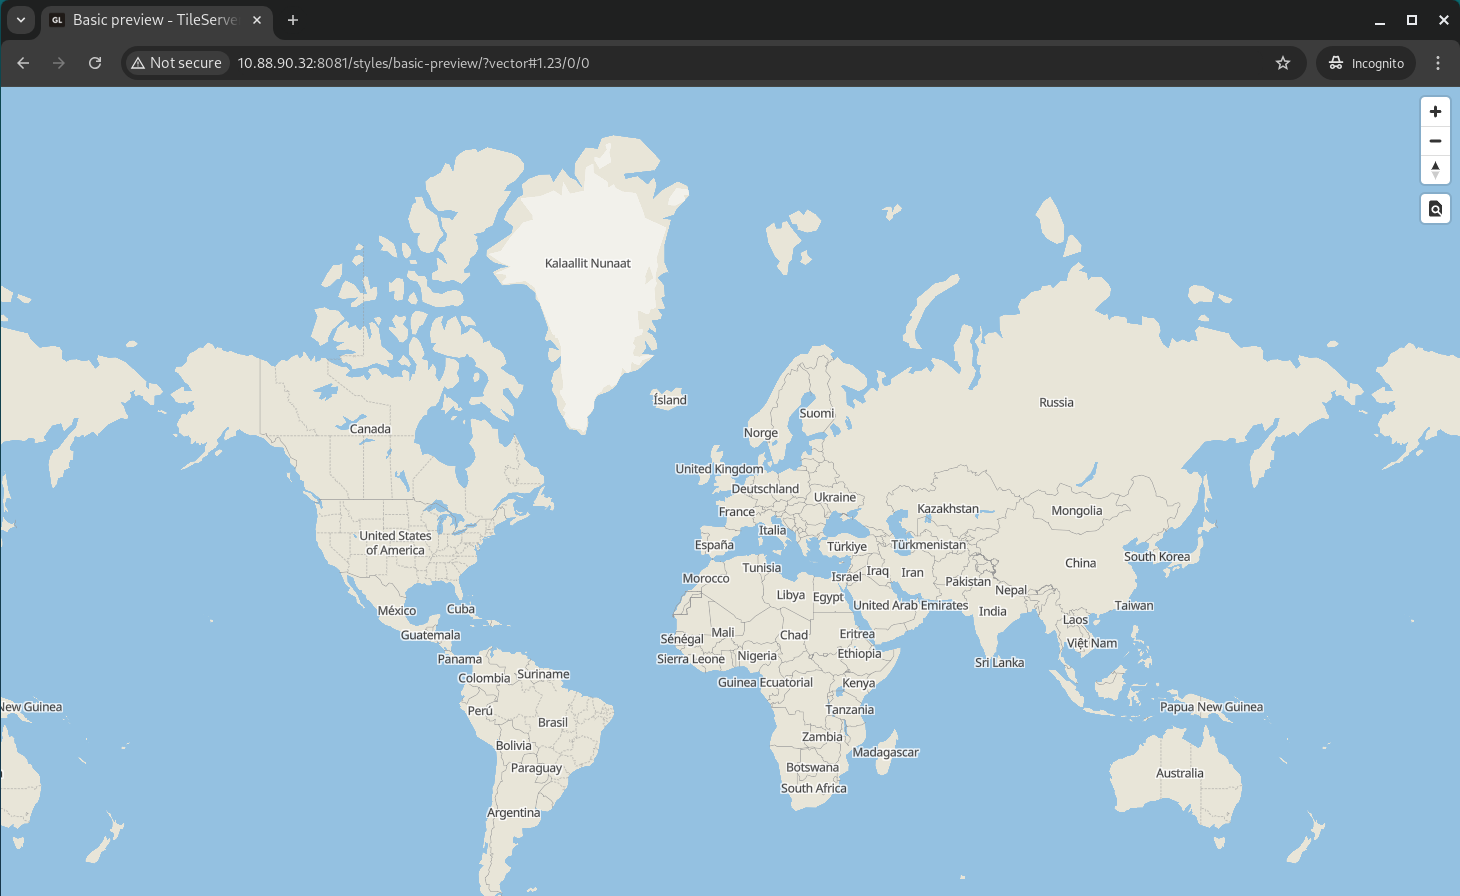 GL Basic preview - TileServe
Not secure 10.88.90.32:8081/styles/basic-preview/?vector#1.23/0/0 Incognito
Kalaallit Nunaat
Ísland
Russia
Suomi
Canada
Norge
United Kingdom
Deutschland
Ukraine
France
Kazakhstan
Mongolia
Italia
United States
of America
España
Türkiye
Türkmenistan
South Korea
China
Tunisia
Morocco
Israel
Iraq
Iran
Pakistan
Nepal
Libya
Egypt
United Arab Emirates
India
Taiwan
México
Cuba
Laos
Guatemala
Sénégal
Mali
Chad
Eritrea
Việt Nam
Panama
Sierra Leone
Nigeria
Ethiopia
Sri Lanka
Colombia
Suriname
Guinea Ecuatorial
Kenya
New Guinea
Perú
Tanzania
Papua New Guinea
Brasil
Zambia
Bolivia
Madagascar
Paraguay
Botswana
Australia
South Africa
Argentina